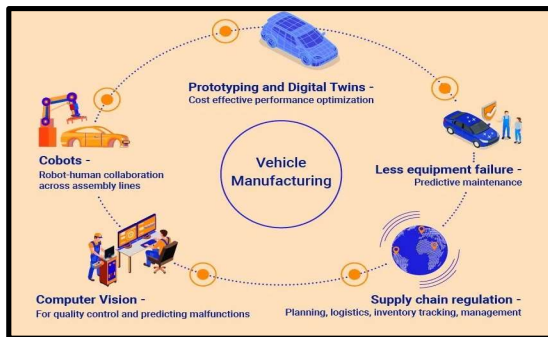 Prototyping and Digital Twins -
Cost effective performance optimization
Cobots -
Robot-human collaboration
across assembly lines
Vehicle
Manufacturing
Less equipment failure -
Predictive maintenance
Computer Vision -
For quality control and predicting malfunctions
Supply chain regulation -
Planning, logistics, inventory tracking, management